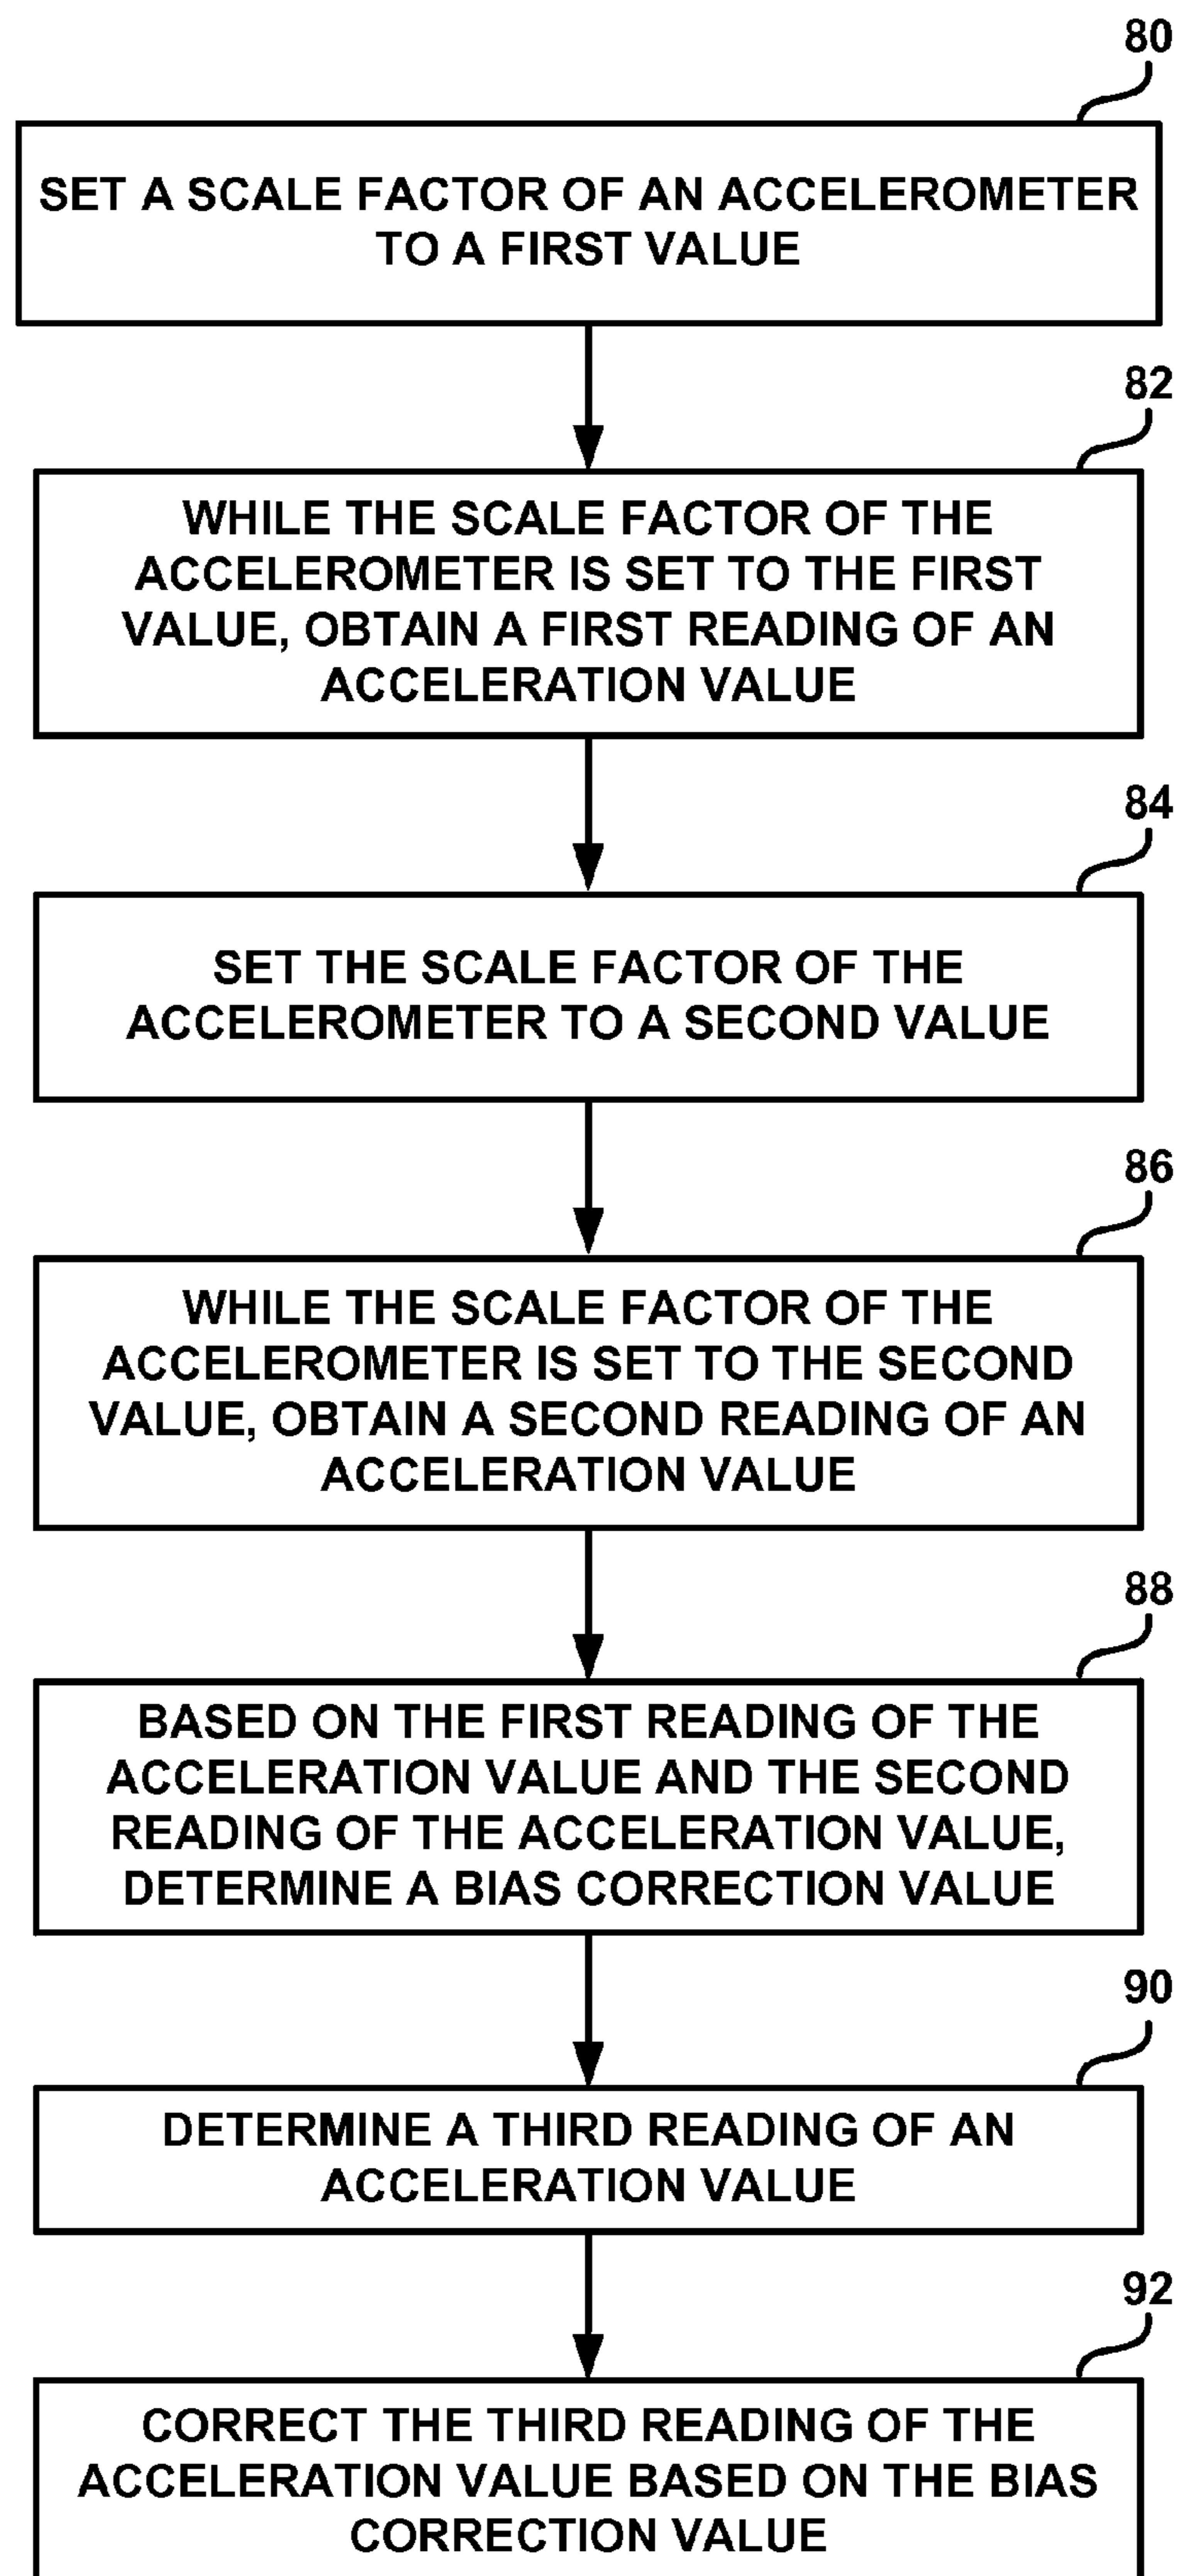 80
SET A SCALE FACTOR OF AN ACCELEROMETER
TO A FIRST VALUE
82
WHILE THE SCALE FACTOR OF THE
ACCELEROMETER IS SET TO THE FIRST
VALUE, OBTAIN A FIRST READING OF AN
ACCELERATION VALUE
84
SET THE SCALE FACTOR OF THE
ACCELEROMETER TO A SECOND VALUE
86
WHILE THE SCALE FACTOR OF THE
ACCELEROMETER IS SET TO THE SECOND
VALUE, OBTAIN A SECOND READING OF AN
ACCELERATION VALUE
88
BASED ON THE FIRST READING OF THE
ACCELERATION VALUE AND THE SECOND
READING OF THE ACCELERATION VALUE,
DETERMINE A BIAS CORRECTION VALUE
90
DETERMINE A THIRD READING OF AN
ACCELERATION VALUE
92
CORRECT THE THIRD READING OF THE
ACCELERATION VALUE BASED ON THE BIAS
CORRECTION VALUE